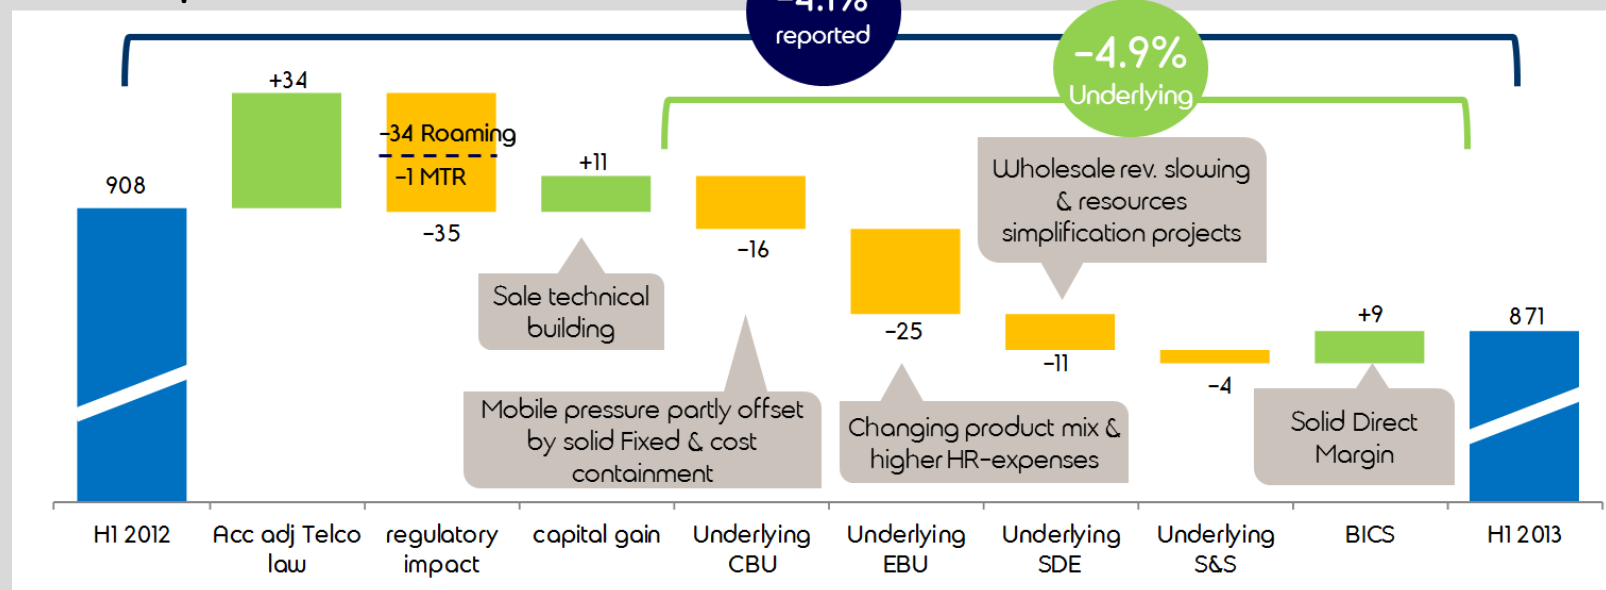 -4.1%
reported
-4.9%
Underlying
+34
-34 Roaming
-1 MTR
-35
908
+11
-16
Wholesale rev. slowing
& resources
simplification projects
Sale technical
building
-25
-11
-4
+9
871
Mobile pressure partly offset
by solid Fixed & cost
containment
Changing product mix &
higher HR-expenses
Solid Direct
Margin
H1 2012
Acc adj Telco
law
regulatory
impact
capital gain
Underlying
CBU
Underlying
EBU
Underlying
SDE
Underlying
S&S
BICS
H1 2013